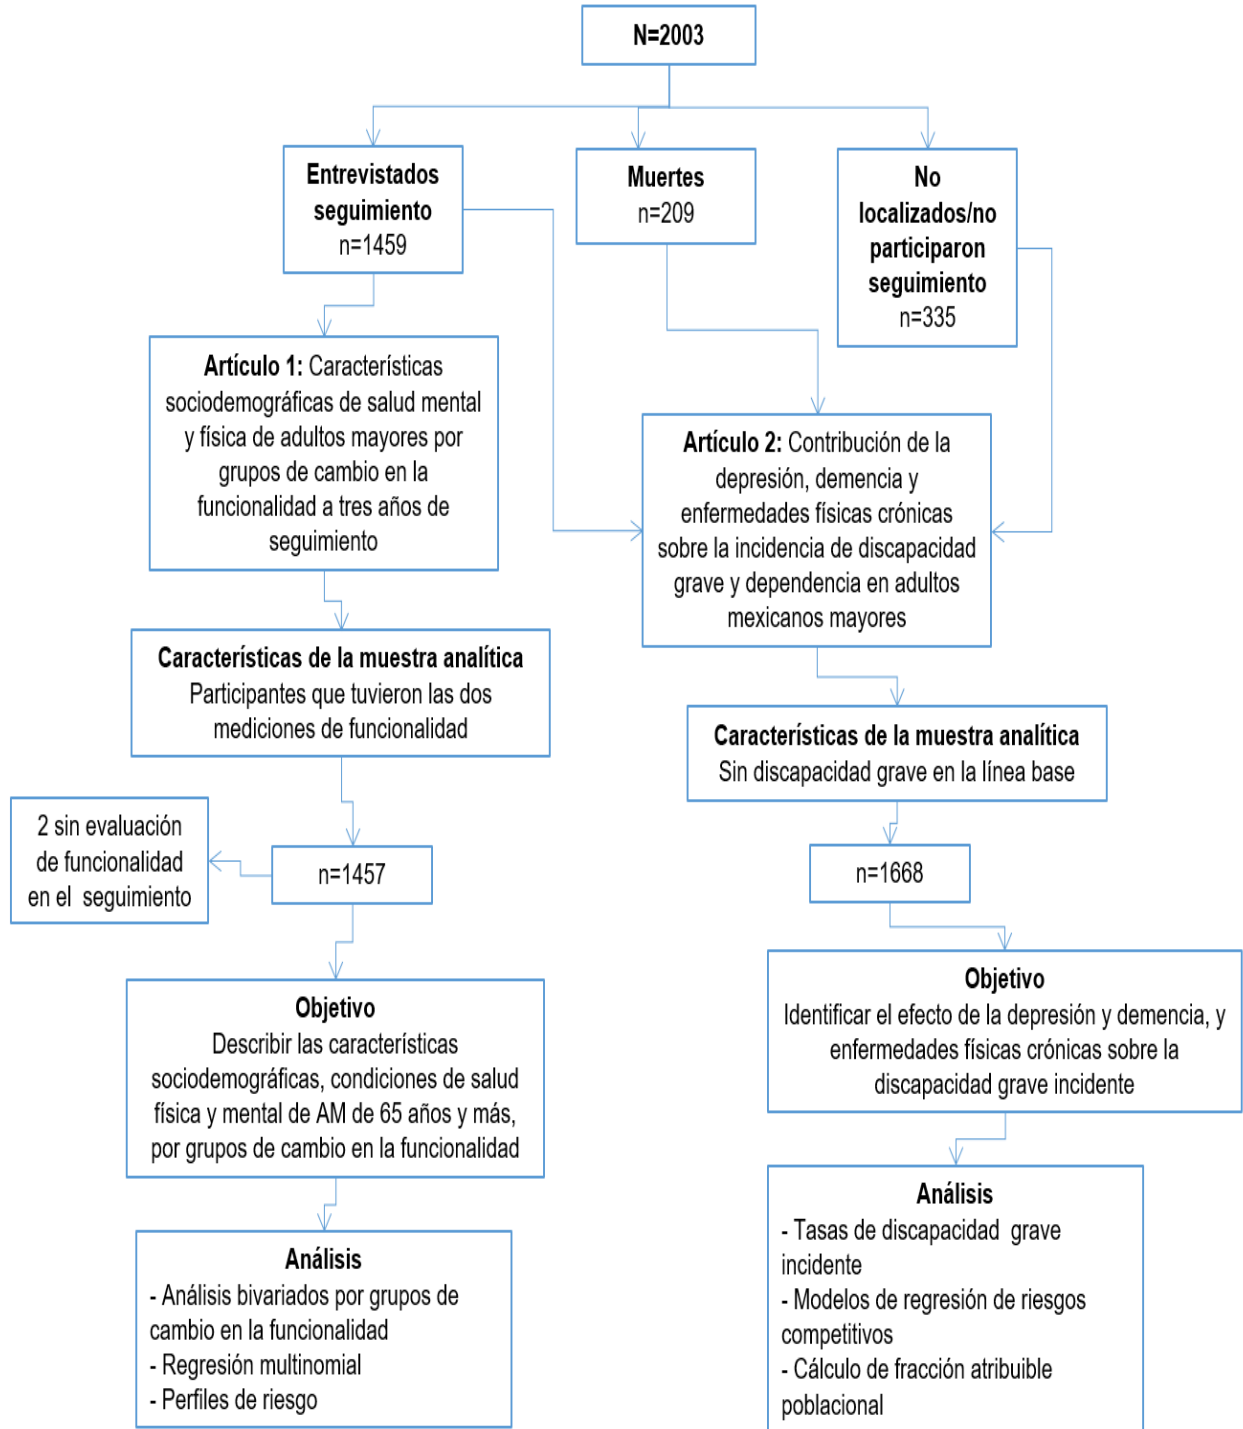 N=2003
Entrevistados
seguimiento
n=1459
Muertes
n=209
No
localizados/no
participaron
seguimiento
n=335
Artículo 1: Características
sociodemográficas de salud mental
y física de adultos mayores por
grupos de cambio en la
funcionalidad a tres años de
seguimiento
Artículo 2: Contribución de la
depresión, demencia y
enfermedades físicas crónicas
sobre la incidencia de discapacidad
grave y dependencia en adultos
mexicanos mayores
Características de la muestra analítica
Participantes que tuvieron las dos
mediciones de funcionalidad
Características de la muestra analítica
Sin discapacidad grave en la línea base
2 sin evaluación
de funcionalidad
en el seguimiento
n=1457
n=1668
Objetivo
Describir las características
sociodemográficas, condiciones de salud
física y mental de AM de 65 años y más,
por grupos de cambio en la funcionalidad
Objetivo
Identificar el efecto de la depresión y demencia, y
enfermedades físicas crónicas sobre la
discapacidad grave incidente
Análisis
- Análisis bivariados por grupos de
cambio en la funcionalidad
- Regresión multinomial
- Perfiles de riesgo
Análisis
- Tasas de discapacidad grave
incidente
- Modelos de regresión de riesgos
competitivos
- Cálculo de fracción atribuible
poblacional